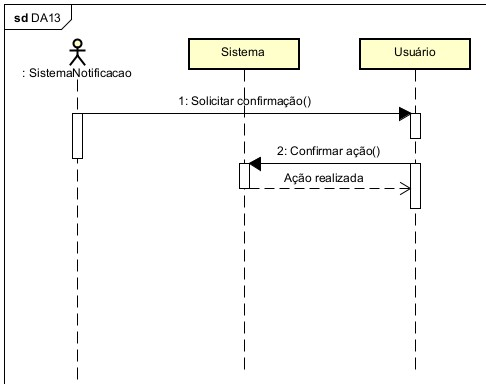 sd DA13
: SistemaNotificacao
Sistema
Usuário
1: Solicitar confirmação()
2: Confirmar ação()
Ação realizada